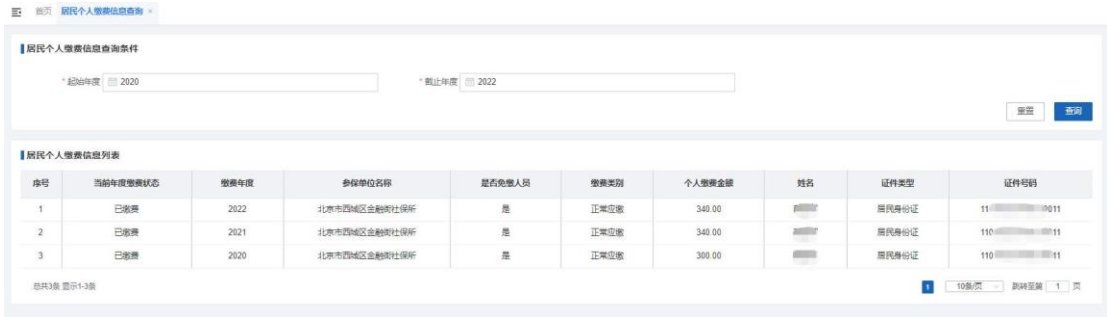 首页 居民个人缴费信息查询 ×
居民个人缴费信息查询条件
* 起始年度 2020 * 截止年度 2022
重置 查询
居民个人缴费信息列表
序号 当前年度缴费状态 缴费年度 参保单位名称 是否免缴人员 缴费类别 个人缴费金额 姓名 证件类型 证件号码
1 已缴费 2022 北京市西城区金融街社保所 是 正常应缴 340.00 居民身份证 11 0011
2 已缴费 2021 北京市西城区金融街社保所 是 正常应缴 340.00 居民身份证 110 11
3 已缴费 2020 北京市西城区金融街社保所 是 正常应缴 300.00 居民身份证 110 11
总共3条 显示1-3条 1 10条/页 跳转至第 1 页